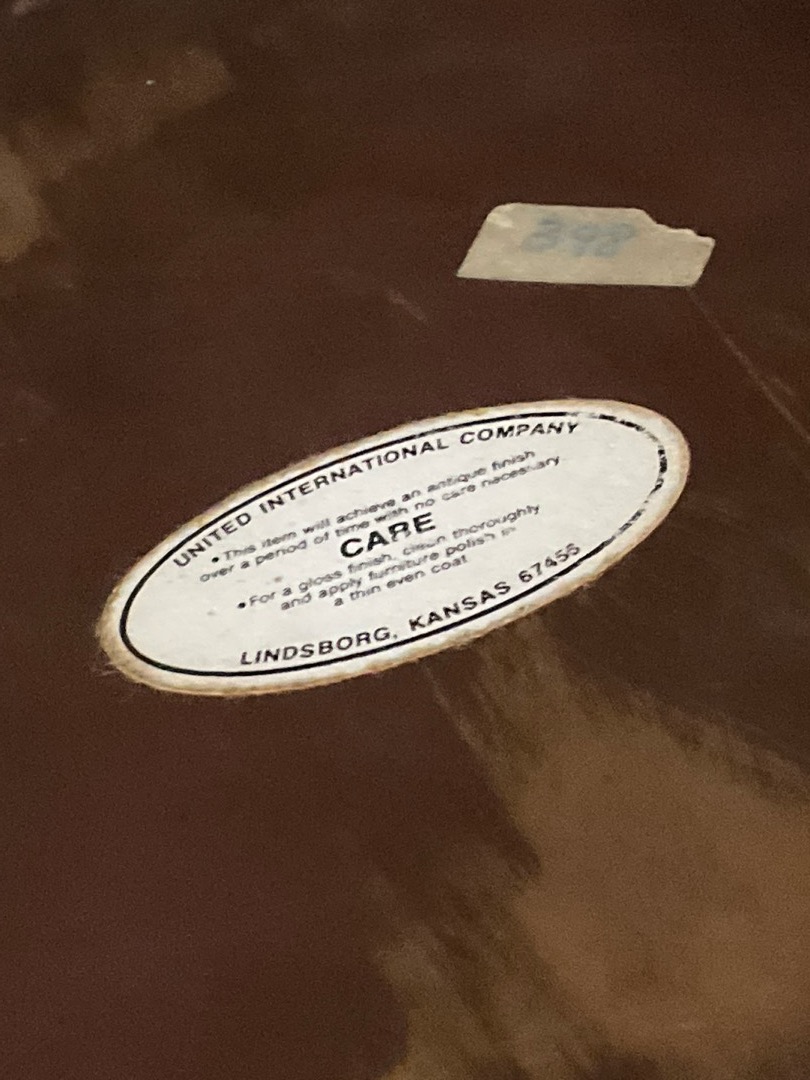 398
UNITED INTERNATIONAL COMPANY
• This item will achieve an antique finish
over a period of time with no care necessary
CARE
• For a gloss finish, clean thoroughly
and apply furniture polish in
a thin even coat
LINDSBORG, KANSAS 67456